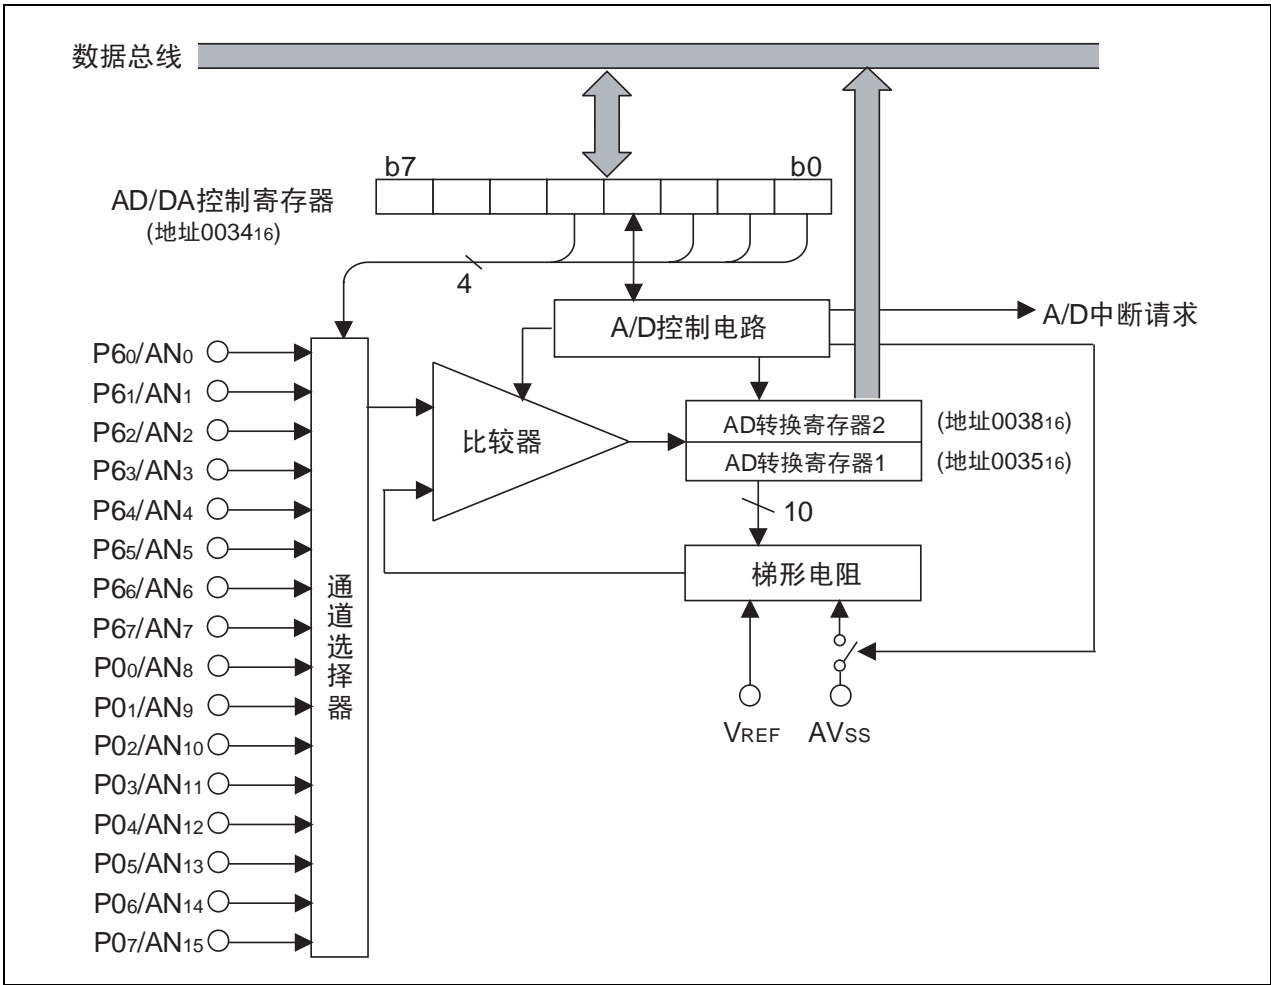 数据总线
b7
b0
AD/DA控制寄存器
(地址003416)
4
A/D控制电路
A/D中断请求
P60/AN0
P61/AN1
P62/AN2
P63/AN3
P64/AN4
P65/AN5
P66/AN6
P67/AN7
P00/AN8
P01/AN9
P02/AN10
P03/AN11
P04/AN12
P05/AN13
P06/AN14
P07/AN15
通道选择器
比较器
AD转换寄存器2
(地址003816)
AD转换寄存器1
(地址003516)
10
梯形电阻
VREF
AVSS